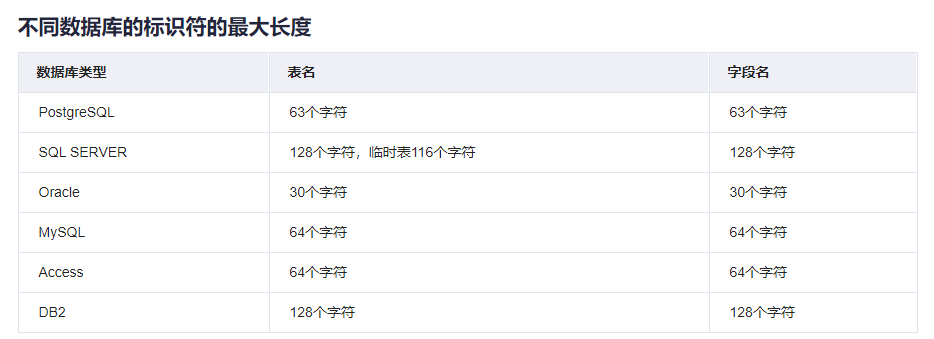 不同数据库的标识符的最大长度
数据库类型 表名 字段名
PostgreSQL 63个字符 63个字符
SQL SERVER 128个字符，临时表116个字符 128个字符
Oracle 30个字符 30个字符
MySQL 64个字符 64个字符
Access 64个字符 64个字符
DB2 128个字符 128个字符